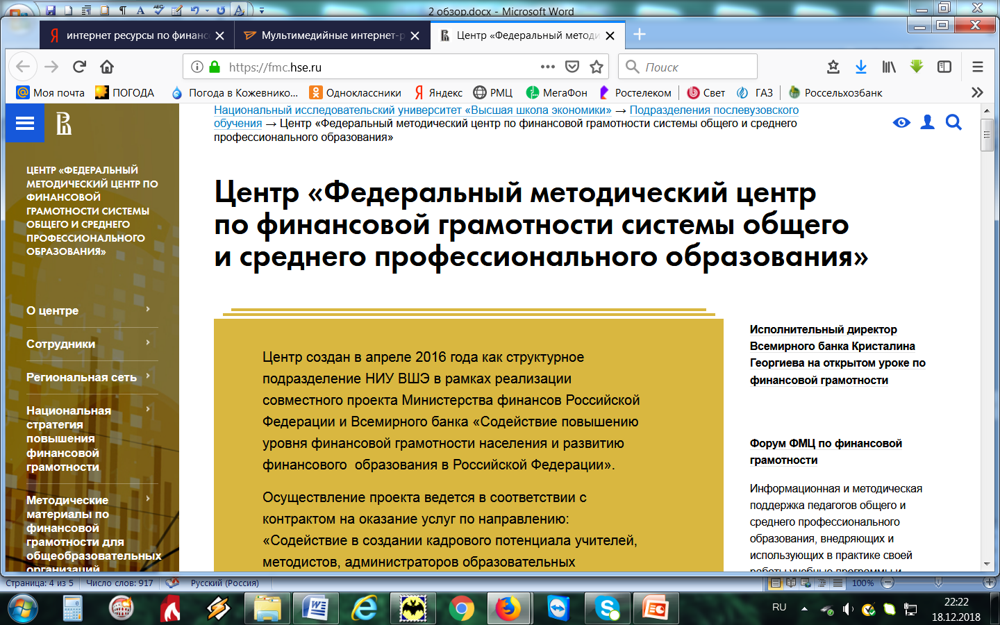 2 обзор.docx - Microsoft Word
интернет ресурсы по финанс
Мультимедийные интернет-р
Центр «Федеральный методи
https://fmc.hse.ru
Поиск
Моя почта
ПОГОДА
Погода в Кожевнико...
Одноклассники
Яндекс
РМЦ
МегаФон
Ростелеком
Свет
ГАЗ
Россельхозбанк
Национальный исследовательский университет «Высшая школа экономики» → Подразделения послевузовского
обучения → Центр «Федеральный методический центр по финансовой грамотности системы общего и среднего
профессионального образования»
ЦЕНТР «ФЕДЕРАЛЬНЫЙ
МЕТОДИЧЕСКИЙ ЦЕНТР ПО
ФИНАНСОВОЙ
ГРАМОТНОСТИ СИСТЕМЫ
ОБЩЕГО И СРЕДНЕГО
ПРОФЕССИОНАЛЬНОГО
ОБРАЗОВАНИЯ»
О центре
Сотрудники
Региональная сеть
Национальная
стратегия
повышения
финансовой
грамотности
Методические
материалы по
финансовой
грамотности для
общеобразовательных
организаций
Центр «Федеральный методический центр
по финансовой грамотности системы общего
и среднего профессионального образования»
Центр создан в апреле 2016 года как структурное
подразделение НИУ ВШЭ в рамках реализации
совместного проекта Министерства финансов Российской
Федерации и Всемирного банка «Содействие повышению
уровня финансовой грамотности населения и развитию
финансового образования в Российской Федерации».
Осуществление проекта ведется в соответствии с
контрактом на оказание услуг по направлению:
«Содействие в создании кадрового потенциала учителей,
методистов, администраторов образовательных
Исполнительный директор
Всемирного банка Кристалина
Георгиева на открытом уроке по
финансовой грамотности
Форум ФМЦ по финансовой
грамотности
Информационная и методическая
поддержка педагогов общего и
среднего профессионального
образования, внедряющих и
использующих в практике своей
работы учебные программы и
Страница: 4 из 5
Число слов: 917
Русский (Россия)
100%
RU
22:22
18.12.2018